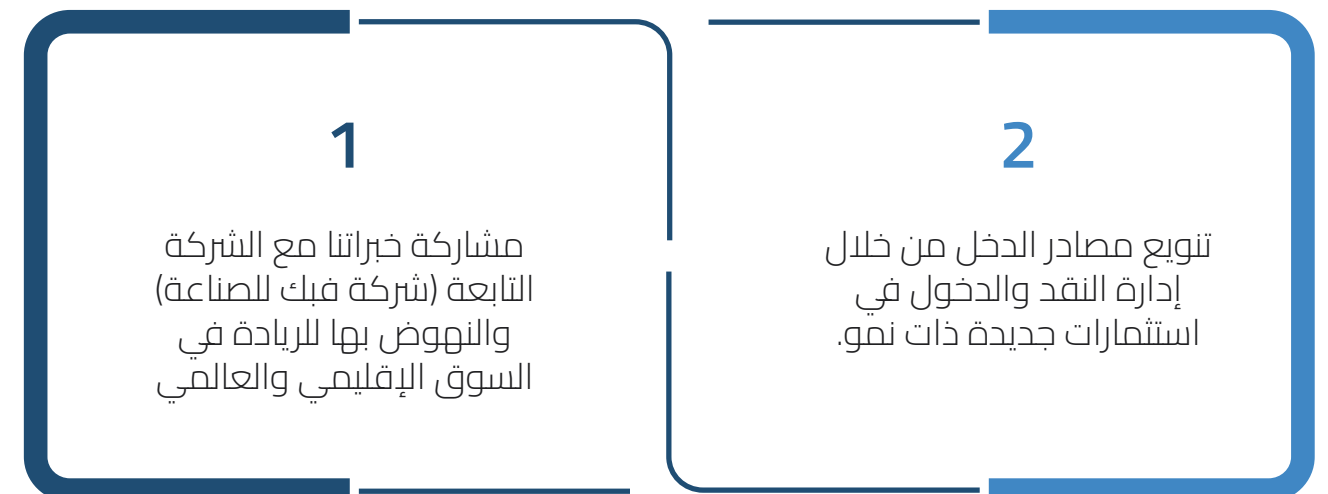 1
مشاركة خبراتنا مع الشركة
التابعة (شركة فبك للصناعة)
والنهوض بها للريادة في
السوق الإقليمي والعالمي
2
تنويع مصادر الدخل من خلال
إدارة النقد والدخول في
استثمارات جديدة ذات نمو.